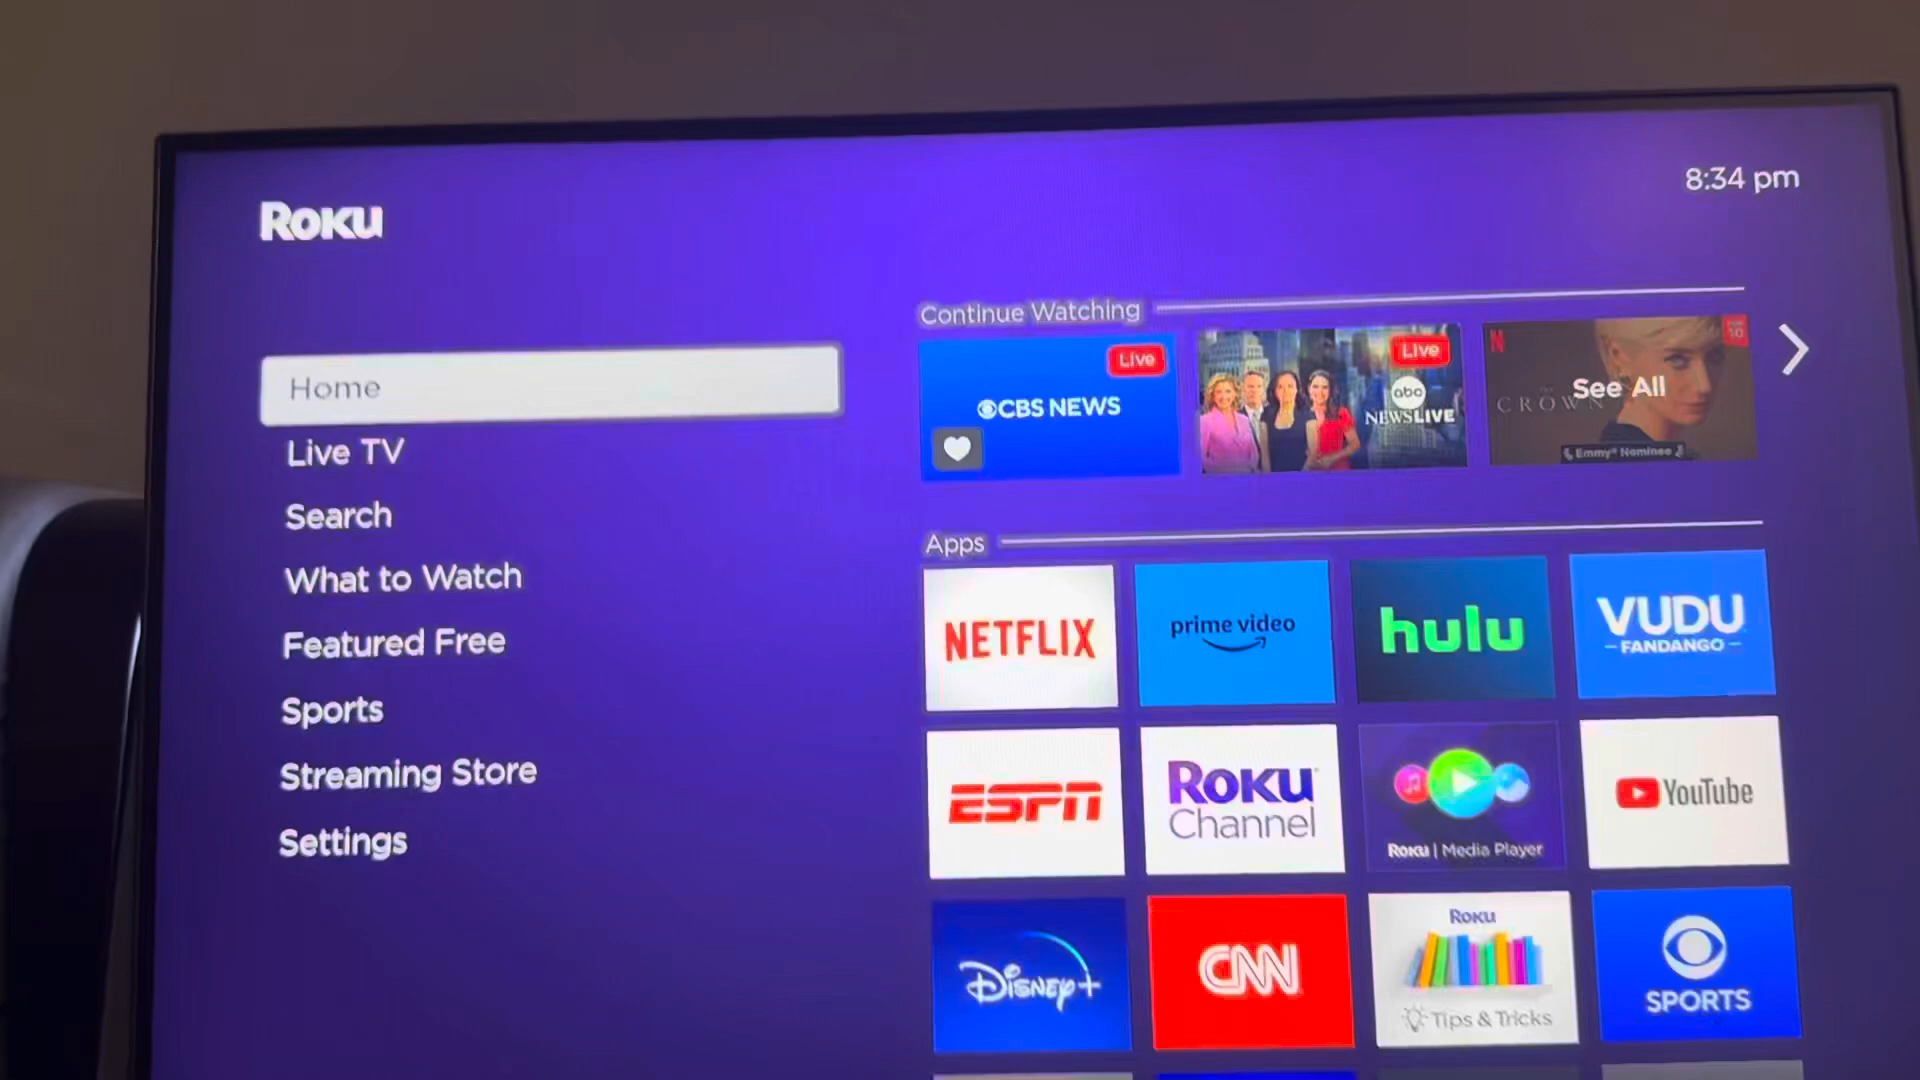 ROKU
8:34 pm
Home
Live TV
Search
What to Watch
Featured Free
Sports
Streaming Store
Settings
Continue Watching
Live
CBS NEWS
Live
abc
NEWSLIVE
N
See All
CROWN
Emmy® Nominee
Apps
NETFLIX
prime video
hulu
VUDU
FANDANGO
ESPN
ROKU
Channel
ROKU | Media Player
YouTube
DISNEY+
CNN
ROKU
Tips & Tricks
SPORTS